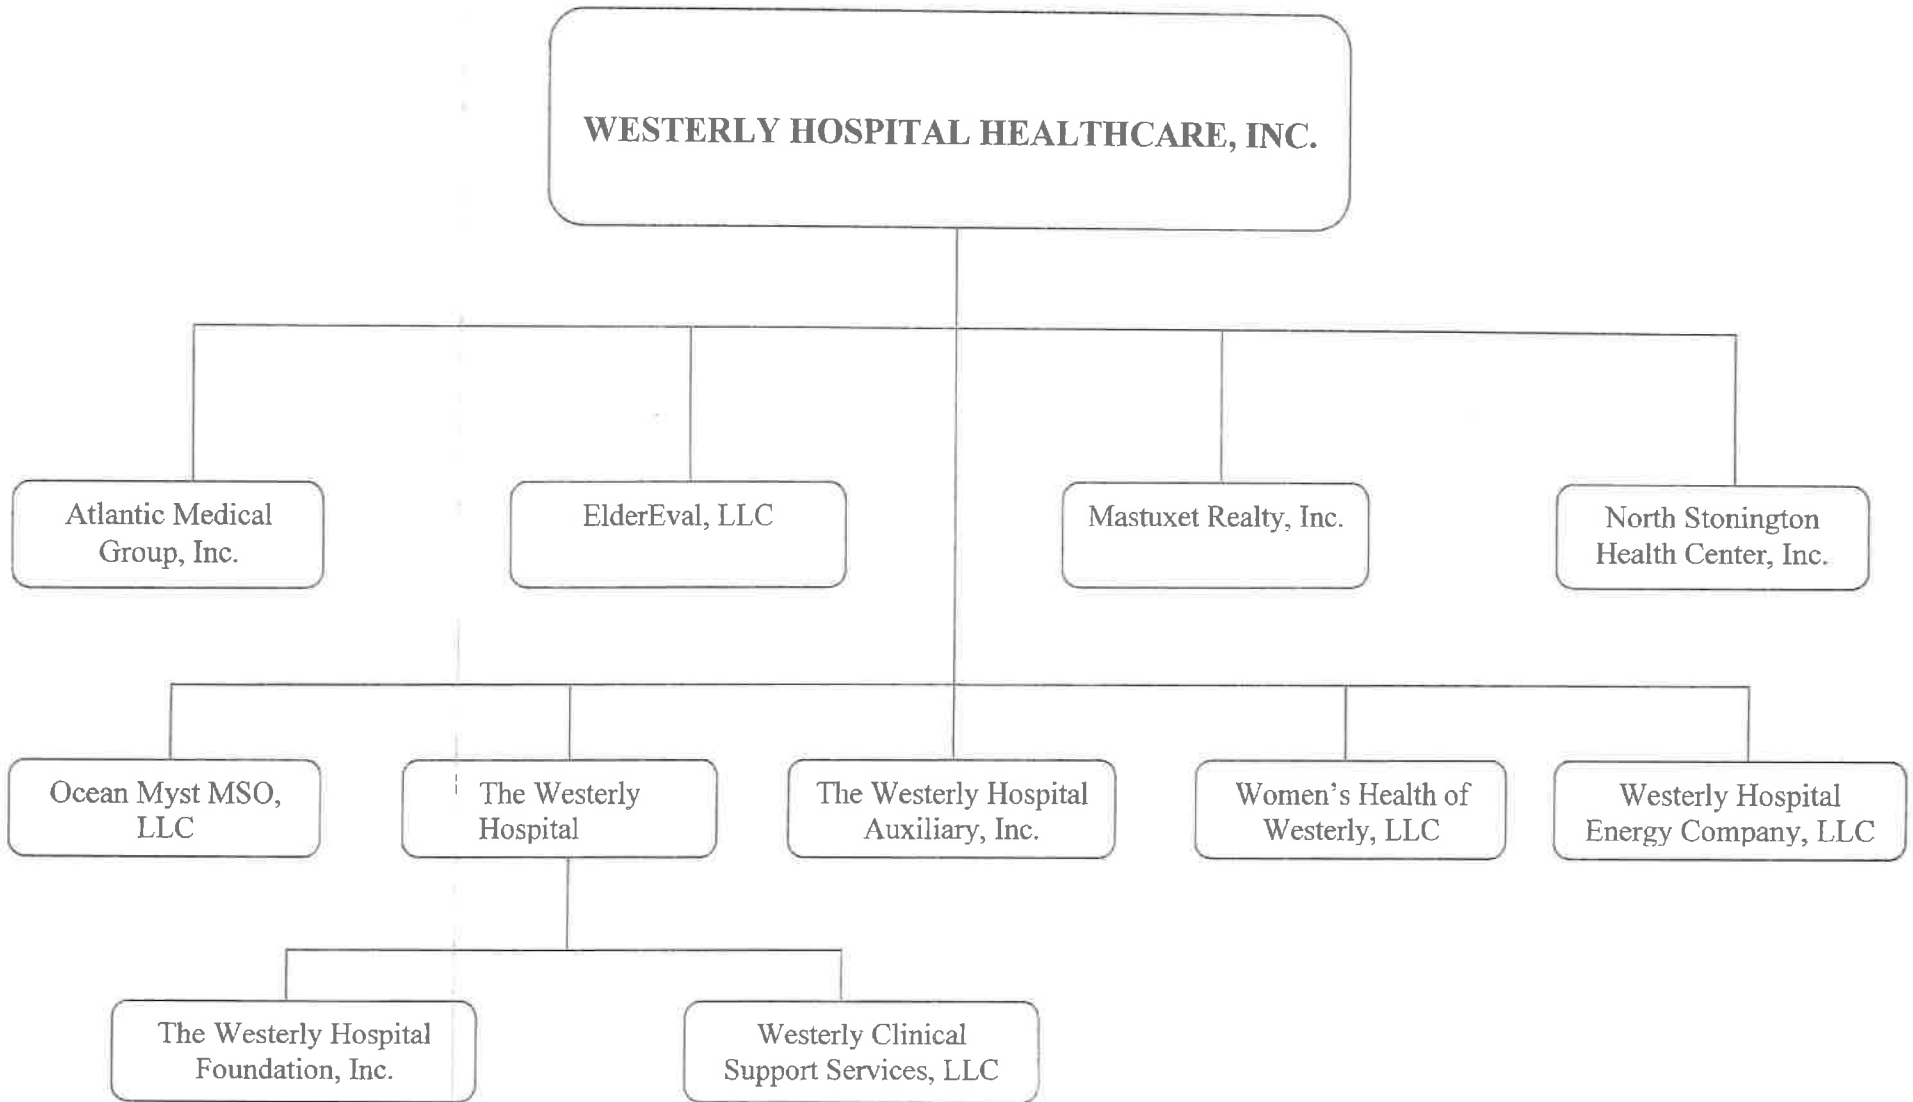 WESTERLY HOSPITAL HEALTHCARE, INC.
Atlantic Medical
Group, Inc.
ElderEval, LLC
Mastuxet Realty, Inc.
North Stonington
Health Center, Inc.
Ocean Myst MSO,
LLC
The Westerly
Hospital
The Westerly Hospital
Auxiliary, Inc.
Women's Health of
Westerly, LLC
Westerly Hospital
Energy Company, LLC
The Westerly Hospital
Foundation, Inc.
Westerly Clinical
Support Services, LLC